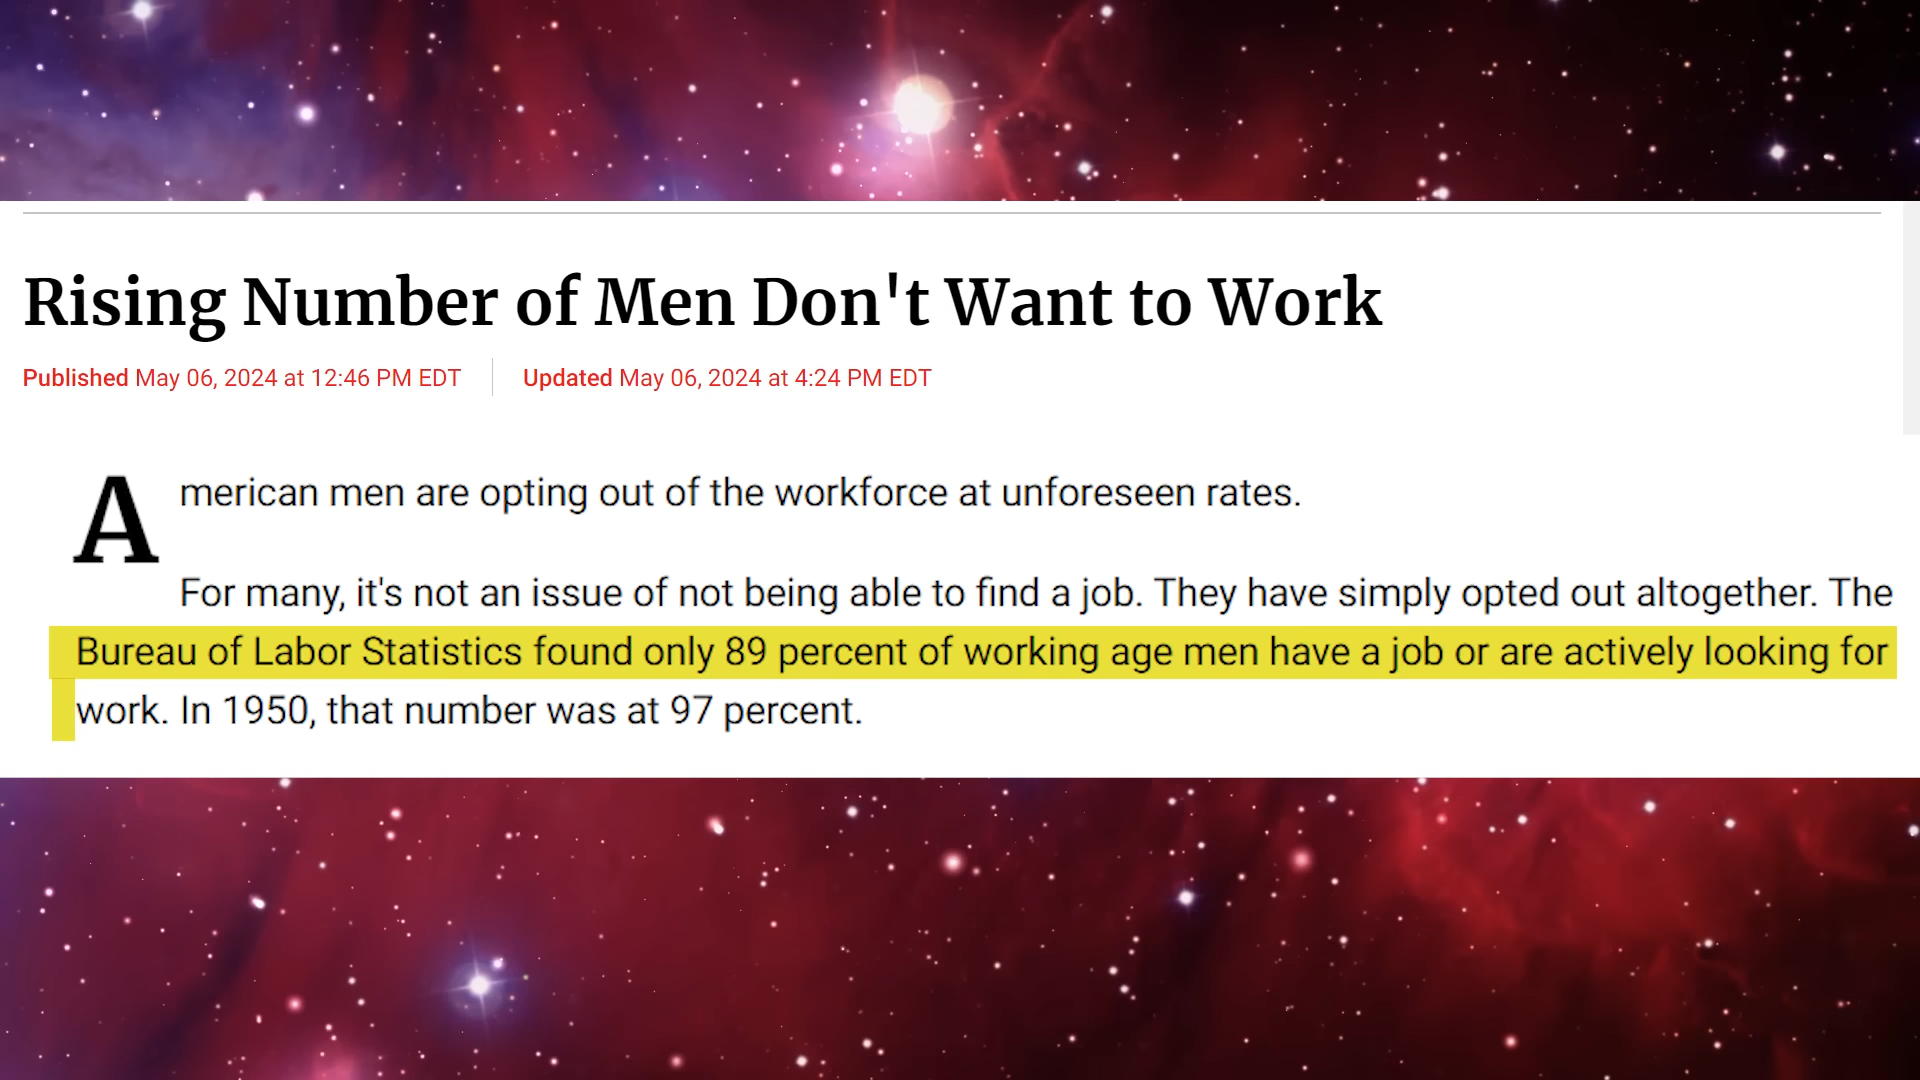 Rising Number of Men Don't Want to Work
Published May 06, 2024 at 12:46 PM EDT Updated May 06, 2024 at 4:24 PM EDT
American men are opting out of the workforce at unforeseen rates.
For many, it's not an issue of not being able to find a job. They have simply opted out altogether. The
Bureau of Labor Statistics found only 89 percent of working age men have a job or are actively looking for
work. In 1950, that number was at 97 percent.